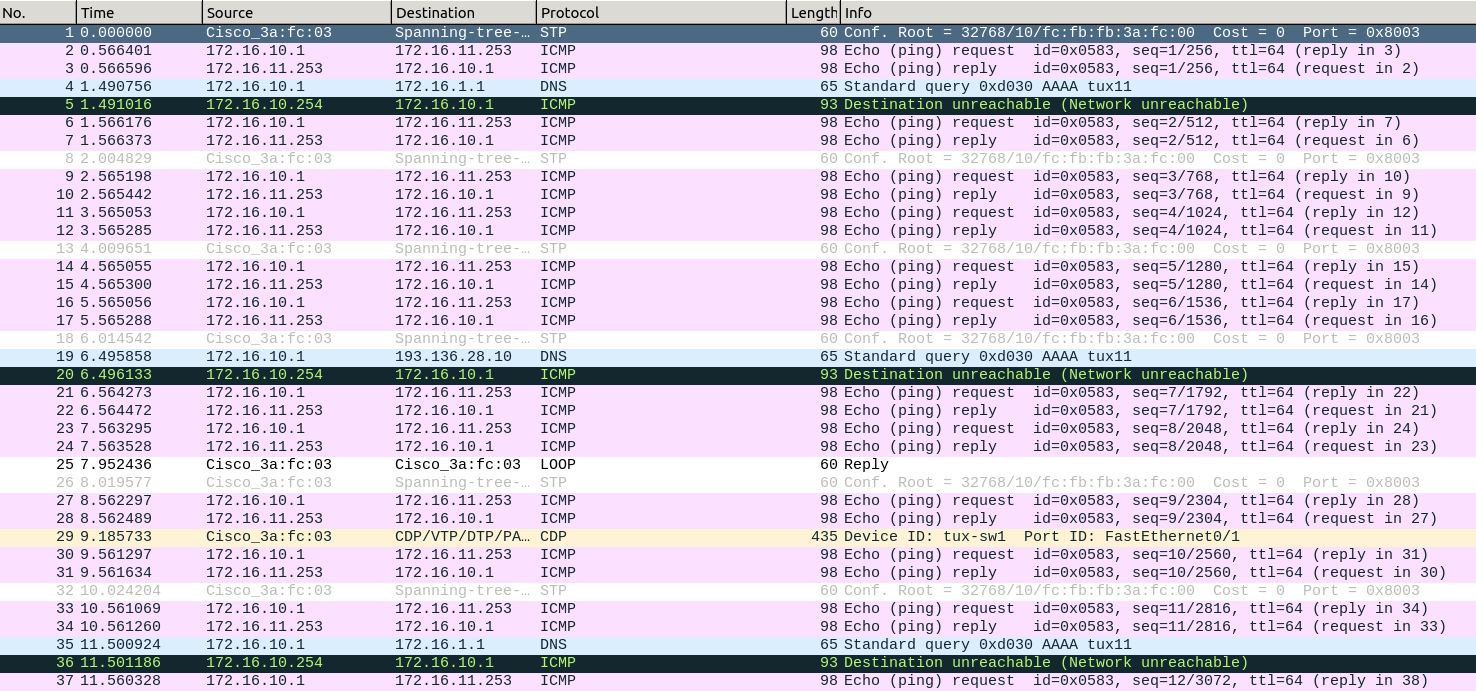 No. Time Source Destination Protocol Length Info
1 0.000000 Cisco_3a:fc:03 Spanning-tree-… STP 60 Conf. Root = 32768/10/fc:fb:fb:3a:fc:00 Cost = 0 Port = 0x8003
2 0.566401 172.16.10.1 172.16.11.253 ICMP 98 Echo (ping) request id=0x0583, seq=1/256, ttl=64 (reply in 3)
3 0.566596 172.16.11.253 172.16.10.1 ICMP 98 Echo (ping) reply id=0x0583, seq=1/256, ttl=64 (request in 2)
4 1.490756 172.16.10.1 172.16.1.1 DNS 65 Standard query 0xd030 AAAA tux11
5 1.491016 172.16.10.254 172.16.10.1 ICMP 93 Destination unreachable (Network unreachable)
6 1.566176 172.16.10.1 172.16.11.253 ICMP 98 Echo (ping) request id=0x0583, seq=2/512, ttl=64 (reply in 7)
7 1.566373 172.16.11.253 172.16.10.1 ICMP 98 Echo (ping) reply id=0x0583, seq=2/512, ttl=64 (request in 6)
8 2.004829 Cisco_3a:fc:03 Spanning-tree-… STP 60 Conf. Root = 32768/10/fc:fb:fb:3a:fc:00 Cost = 0 Port = 0x8003
9 2.565198 172.16.10.1 172.16.11.253 ICMP 98 Echo (ping) request id=0x0583, seq=3/768, ttl=64 (reply in 10)
10 2.565442 172.16.11.253 172.16.10.1 ICMP 98 Echo (ping) reply id=0x0583, seq=3/768, ttl=64 (request in 9)
11 3.565053 172.16.10.1 172.16.11.253 ICMP 98 Echo (ping) request id=0x0583, seq=4/1024, ttl=64 (reply in 12)
12 3.565285 172.16.11.253 172.16.10.1 ICMP 98 Echo (ping) reply id=0x0583, seq=4/1024, ttl=64 (request in 11)
13 4.009651 Cisco_3a:fc:03 Spanning-tree-… STP 60 Conf. Root = 32768/10/fc:fb:fb:3a:fc:00 Cost = 0 Port = 0x8003
14 4.565055 172.16.10.1 172.16.11.253 ICMP 98 Echo (ping) request id=0x0583, seq=5/1280, ttl=64 (reply in 15)
15 4.565300 172.16.11.253 172.16.10.1 ICMP 98 Echo (ping) reply id=0x0583, seq=5/1280, ttl=64 (request in 14)
16 5.565056 172.16.10.1 172.16.11.253 ICMP 98 Echo (ping) request id=0x0583, seq=6/1536, ttl=64 (reply in 17)
17 5.565288 172.16.11.253 172.16.10.1 ICMP 98 Echo (ping) reply id=0x0583, seq=6/1536, ttl=64 (request in 16)
18 6.014542 Cisco_3a:fc:03 Spanning-tree-… STP 60 Conf. Root = 32768/10/fc:fb:fb:3a:fc:00 Cost = 0 Port = 0x8003
19 6.495858 172.16.10.1 193.136.28.10 DNS 65 Standard query 0xd030 AAAA tux11
20 6.496133 172.16.10.254 172.16.10.1 ICMP 93 Destination unreachable (Network unreachable)
21 6.564273 172.16.10.1 172.16.11.253 ICMP 98 Echo (ping) request id=0x0583, seq=7/1792, ttl=64 (reply in 22)
22 6.564472 172.16.11.253 172.16.10.1 ICMP 98 Echo (ping) reply id=0x0583, seq=7/1792, ttl=64 (request in 21)
23 7.563295 172.16.10.1 172.16.11.253 ICMP 98 Echo (ping) request id=0x0583, seq=8/2048, ttl=64 (reply in 24)
24 7.563528 172.16.11.253 172.16.10.1 ICMP 98 Echo (ping) reply id=0x0583, seq=8/2048, ttl=64 (request in 23)
25 7.952436 Cisco_3a:fc:03 Cisco_3a:fc:03 LOOP 60 Reply
26 8.019577 Cisco_3a:fc:03 Spanning-tree-… STP 60 Conf. Root = 32768/10/fc:fb:fb:3a:fc:00 Cost = 0 Port = 0x8003
27 8.562297 172.16.10.1 172.16.11.253 ICMP 98 Echo (ping) request id=0x0583, seq=9/2304, ttl=64 (reply in 28)
28 8.562489 172.16.11.253 172.16.10.1 ICMP 98 Echo (ping) reply id=0x0583, seq=9/2304, ttl=64 (request in 27)
29 9.185733 Cisco_3a:fc:03 CDP/VTP/DTP/PA… CDP 435 Device ID: tux-sw1 Port ID: FastEthernet0/1
30 9.561297 172.16.10.1 172.16.11.253 ICMP 98 Echo (ping) request id=0x0583, seq=10/2560, ttl=64 (reply in 31)
31 9.561634 172.16.11.253 172.16.10.1 ICMP 98 Echo (ping) reply id=0x0583, seq=10/2560, ttl=64 (request in 30)
32 10.024204 Cisco_3a:fc:03 Spanning-tree-… STP 60 Conf. Root = 32768/10/fc:fb:fb:3a:fc:00 Cost = 0 Port = 0x8003
33 10.561069 172.16.10.1 172.16.11.253 ICMP 98 Echo (ping) request id=0x0583, seq=11/2816, ttl=64 (reply in 34)
34 10.561260 172.16.11.253 172.16.10.1 ICMP 98 Echo (ping) reply id=0x0583, seq=11/2816, ttl=64 (request in 33)
35 11.500924 172.16.10.1 172.16.1.1 DNS 65 Standard query 0xd030 AAAA tux11
36 11.501186 172.16.10.254 172.16.10.1 ICMP 93 Destination unreachable (Network unreachable)
37 11.560328 172.16.10.1 172.16.11.253 ICMP 98 Echo (ping) request id=0x0583, seq=12/3072, ttl=64 (reply in 38)